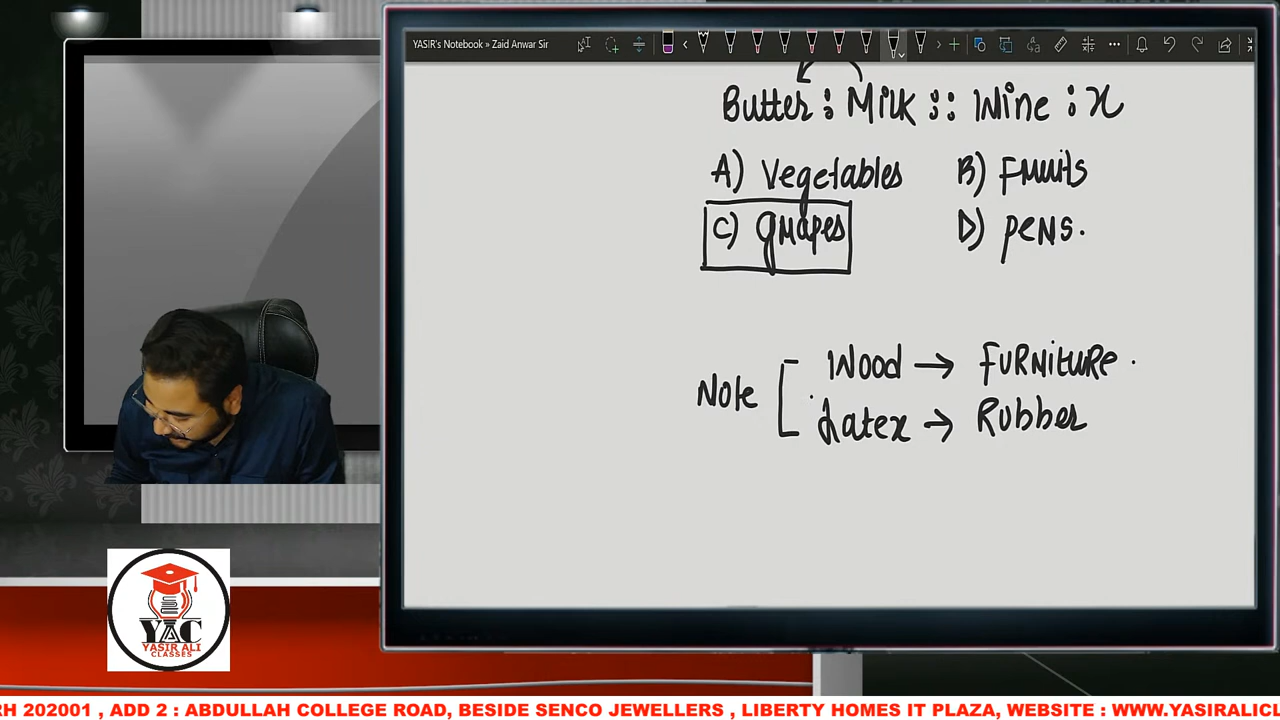 YASIR's Notebook » Zaid Anwar Sir
Butter : Milk :: Wine : x
A) Vegetables B) Fruits
C) grapes D) pens.
Note
Wood → FURNiture.
Latex → Rubber
YAC
YASIR ALI
CLASSES
RH 202001 , ADD 2 : ABDULLAH COLLEGE ROAD, BESIDE SENCO JEWELLERS , LIBERTY HOMES IT PLAZA, WEBSITE : WWW.YASIRALICL